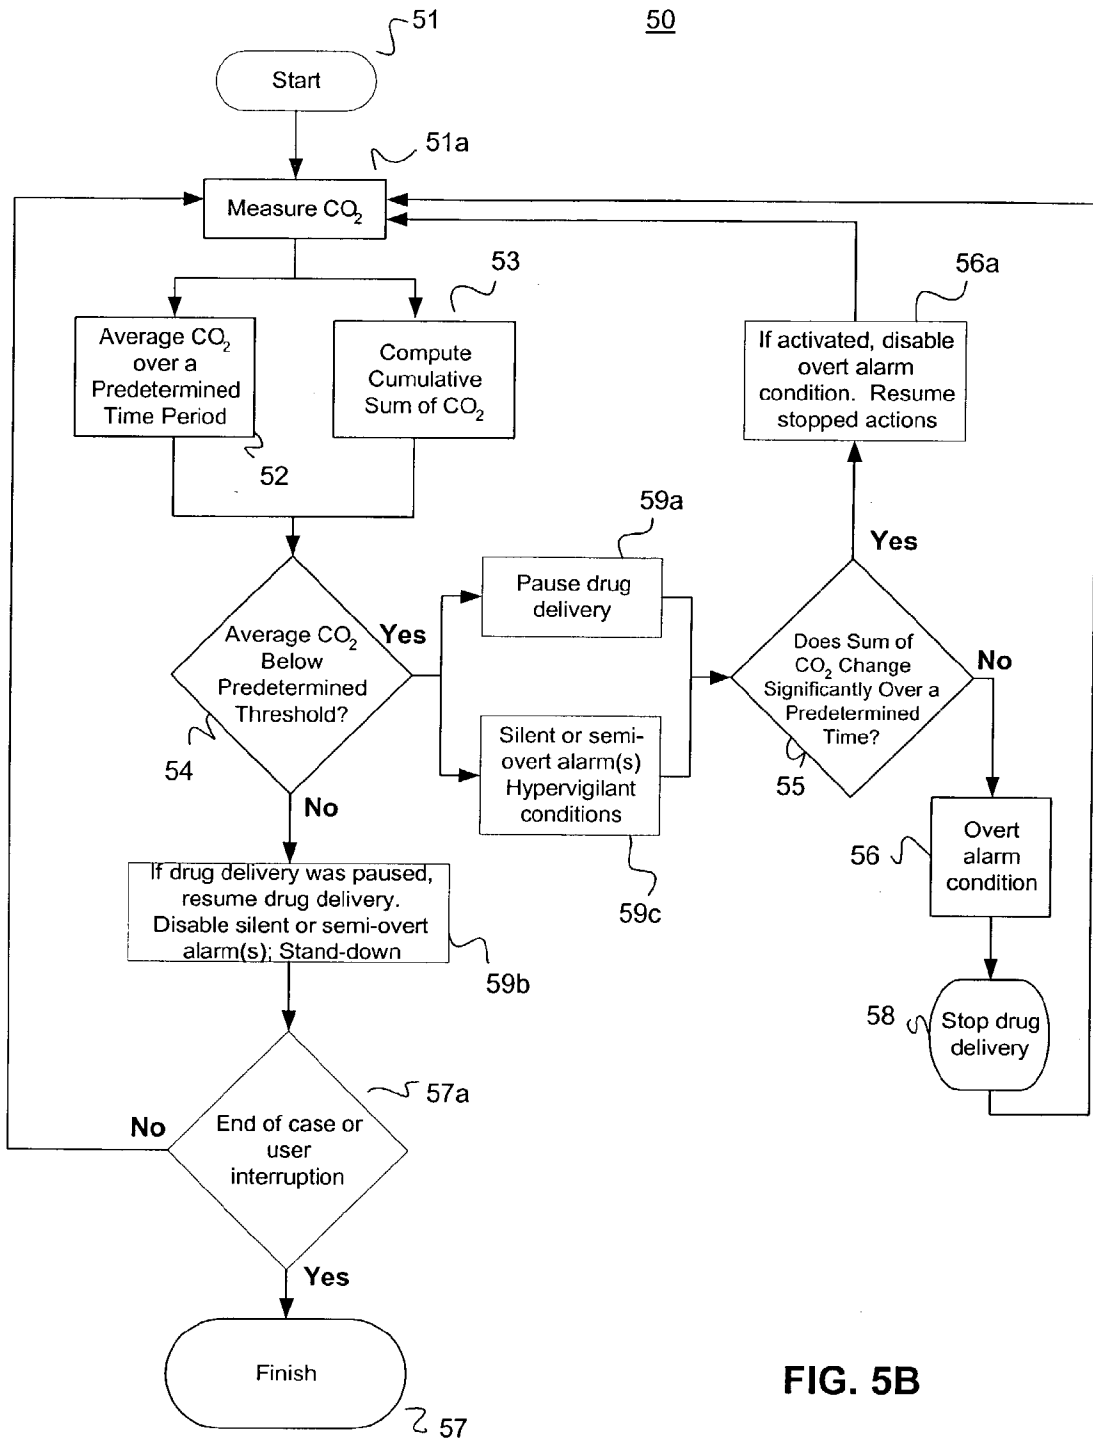 51
50
Start
51a
Measure CO2
53
56a
Average CO2
over a
Predetermined
Time Period
Compute
Cumulative
Sum of CO2
If activated, disable
overt alarm
condition. Resume
stopped actions
52
59a
Yes
Pause drug
delivery
Average CO2
Below
Predetermined
Threshold?
Yes
Does Sum of
CO2 Change
Significantly Over a
Predetermined
Time?
No
54
Silent or semi-
overt alarm(s)
Hypervigilant
conditions
55
No
56
Overt
alarm
condition
59c
If drug delivery was paused,
resume drug delivery.
Disable silent or semi-overt
alarm(s); Stand-down
59b
58
Stop drug
delivery
57a
No
End of case or
user
interruption
Yes
Finish
57
FIG. 5B